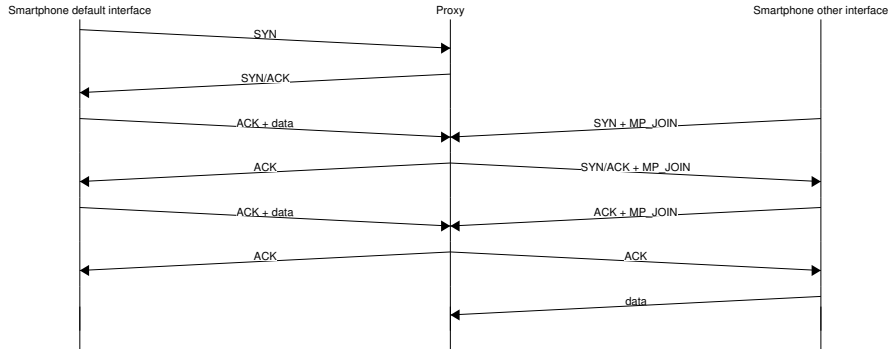 Smartphone default interface Proxy Smartphone other interface
SYN
SYN/ACK
ACK + data SYN + MP_JOIN
ACK SYN/ACK + MP_JOIN
ACK + data ACK + MP_JOIN
ACK ACK
data